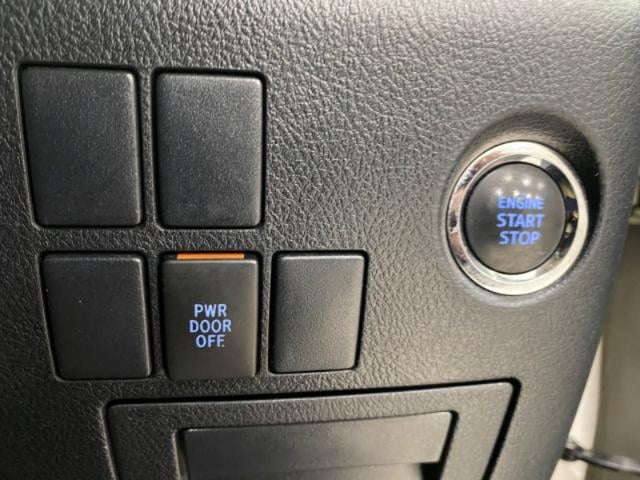 PWR
DOOR
OFF
ENGINE
START
STOP